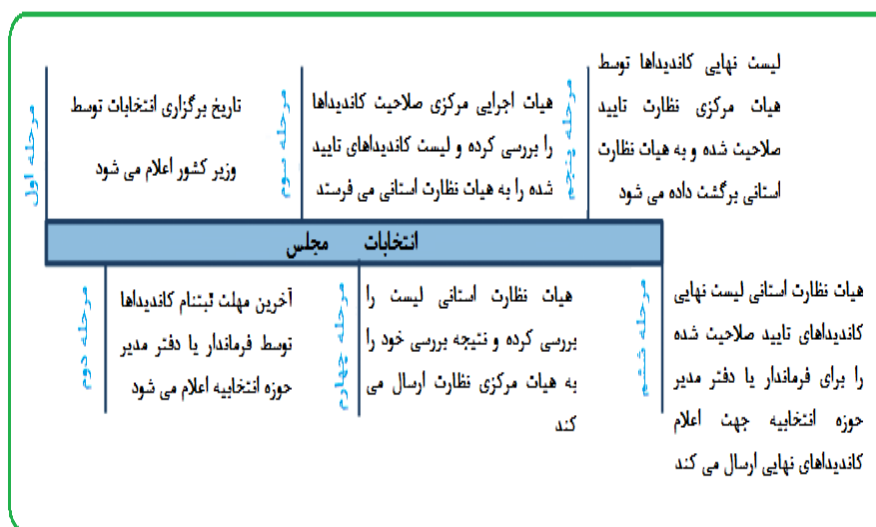 مرحله اول
تاریخ برگزاری انتخابات توسط
وزیر کشور اعلام می شود
مرحله سوم
هیات اجرایی مرکزی صلاحیت کاندیداها
را بررسی کرده و لیست کاندیداهای تایید
شده را به هیات نظارت استانی می فرستد
مرحله پنجم
لیست نهایی کاندیداها توسط
هیات مرکزی نظارت تایید
صلاحیت شده و به هیات نظارت
استانی برگشت داده می شود
انتخابات مجلس
مرحله دوم
آخرین مهلت ثبتنام کاندیداها
توسط فرماندار یا دفتر مدیر
حوزه انتخابیه اعلام می شود
مرحله چهارم
هیات نظارت استانی لیست را
بررسی کرده و نتیجه بررسی خود را
به هیات مرکزی نظارت ارسال می
کند
مرحله ششم
هیات نظارت استانی لیست نهایی
کاندیداهای تایید صلاحیت شده
را برای فرماندار یا دفتر مدیر
حوزه انتخابیه جهت اعلام
کاندیداهای نهایی ارسال می کند